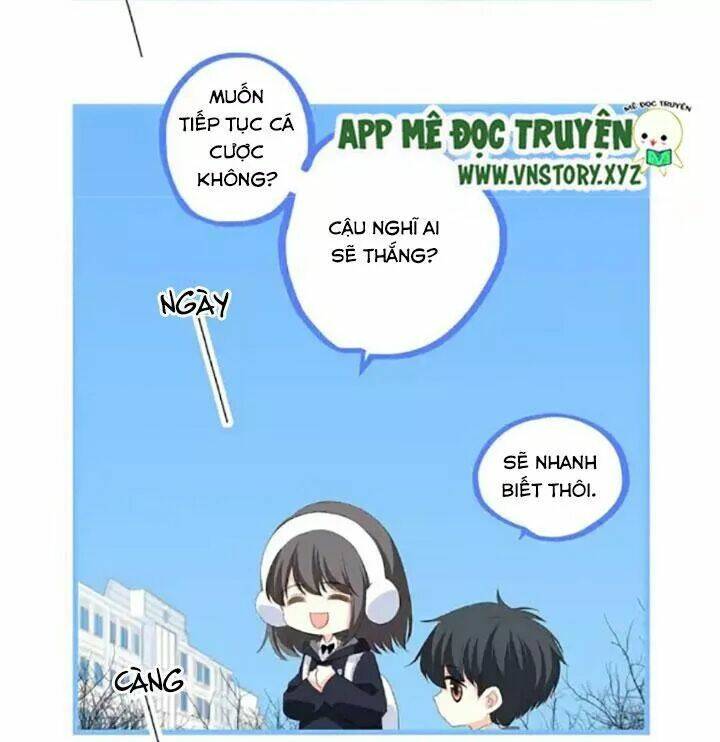 MUỐN
TIẾP TỤC CÁ
CƯỢC
KHÔNG?
MÊ ĐỌC TRUYỆN
APP MÊ ĐỌC TRUYỆN
WWW.VNSTORY.XYZ
CẬU NGHĨ AI
SẼ THẮNG?
NGÀY
SẼ NHANH
BIẾT THÔI.
CÀNG